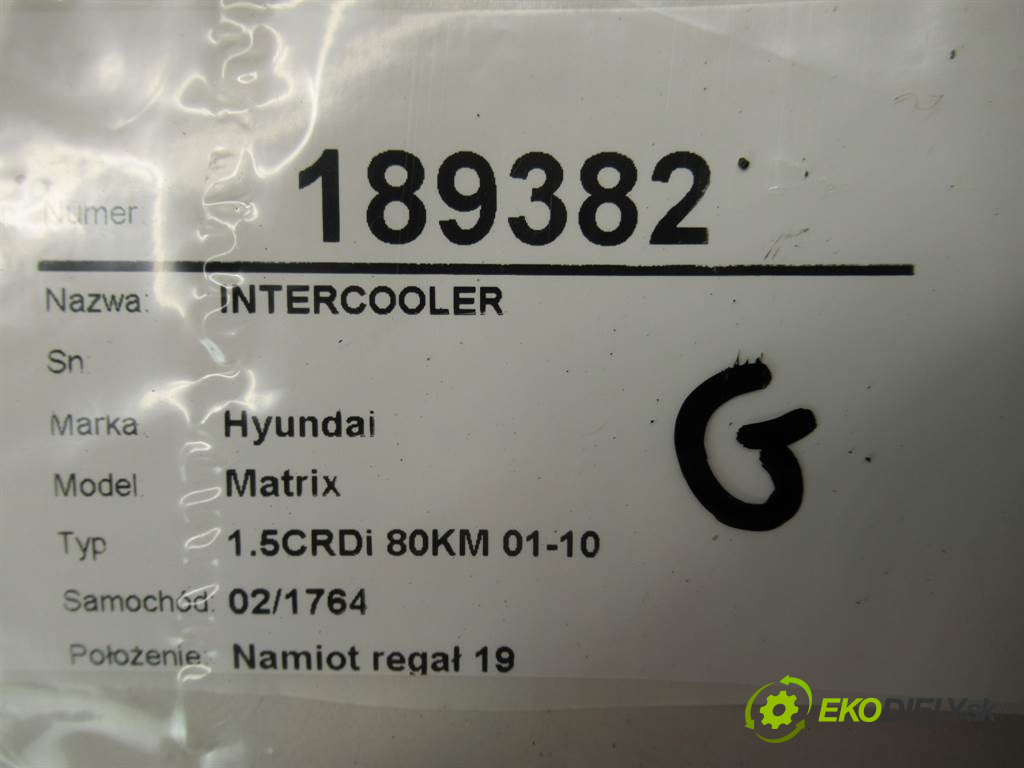 Numer: 189382
Nazwa: INTERCOOLER
Sn
Marka Hyundai
Model Matrix
Typ 1.5CRDi 80KM 01-10
Samochód: 02/1764
Położenie: Namiot regał 19
G
EKODIELY.sk